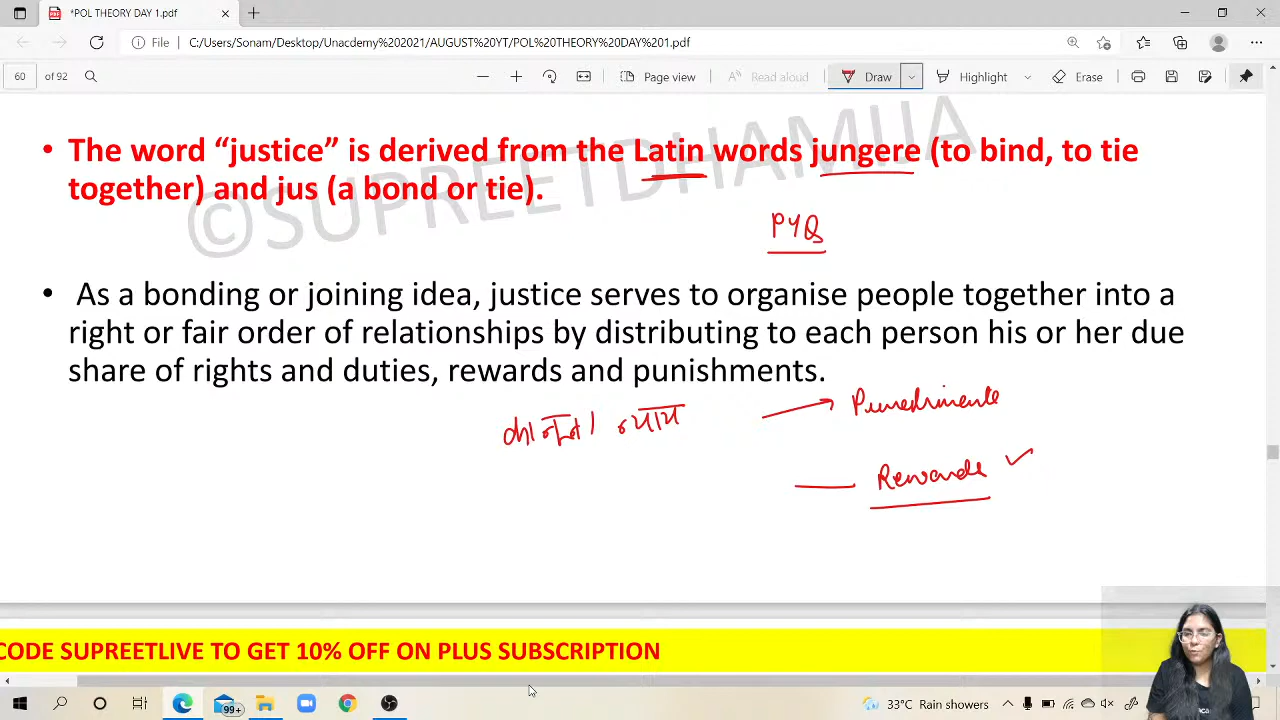 *POL THEORY DAY 1.pdf
File
C:/Users/Sonam/Desktop/Unacdemy%202021/AUGUST%20YT/POL%20THEORY%20DAY%201.pdf
60 of 92
Page view
Read aloud
Draw
Highlight
Erase
©SUPREETDHAMIJA
• The word “justice” is derived from the Latin words jungere (to bind, to tie
together) and jus (a bond or tie).
PYQ
• As a bonding or joining idea, justice serves to organise people together into a
right or fair order of relationships by distributing to each person his or her due
share of rights and duties, rewards and punishments.
न्याय
Rewards
CODE SUPREETLIVE TO GET 10% OFF ON PLUS SUBSCRIPTION
99+
33°C Rain showers